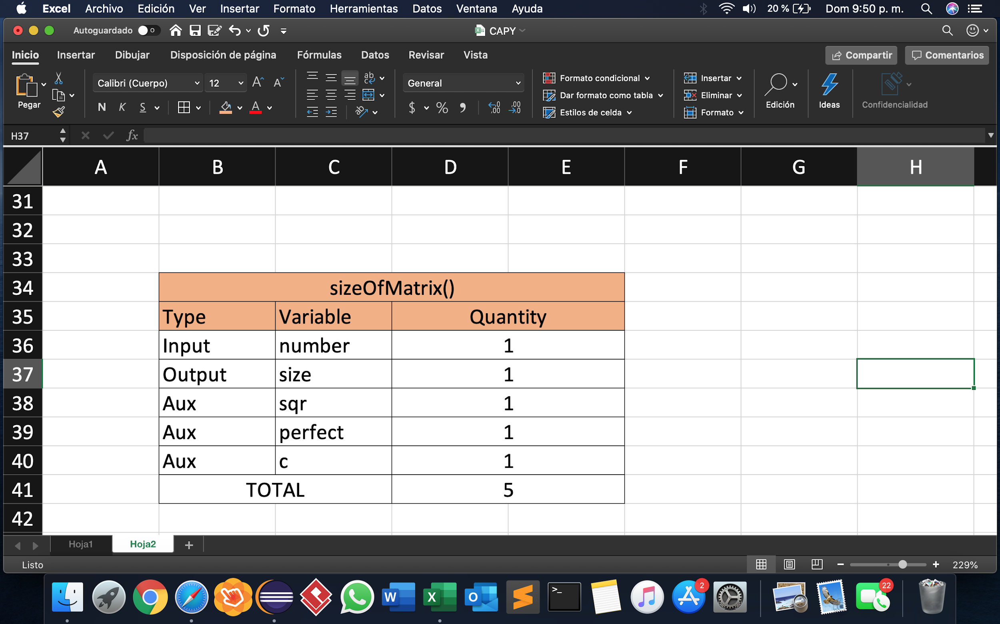 Excel Archivo Edición Ver Insertar Formato Herramientas Datos Ventana Ayuda 20 % Dom 9:50 p. m.
Autoguardado CAPY
Inicio Insertar Dibujar Disposición de página Fórmulas Datos Revisar Vista Compartir Comentarios
Pegar
Calibri (Cuerpo) 12
N K S
General
Formato condicional
Dar formato como tabla
Estilos de celda
Insertar
Eliminar
Formato
Edición
Ideas
Confidencialidad
H37 fx
A B C D E F G H
31
32
33
34 sizeOfMatrix()
35 Type Variable Quantity
36 Input number 1
37 Output size 1
38 Aux sqr 1
39 Aux perfect 1
40 Aux c 1
41 TOTAL 5
42
Hoja1 Hoja2 +
Listo 229%
2 22